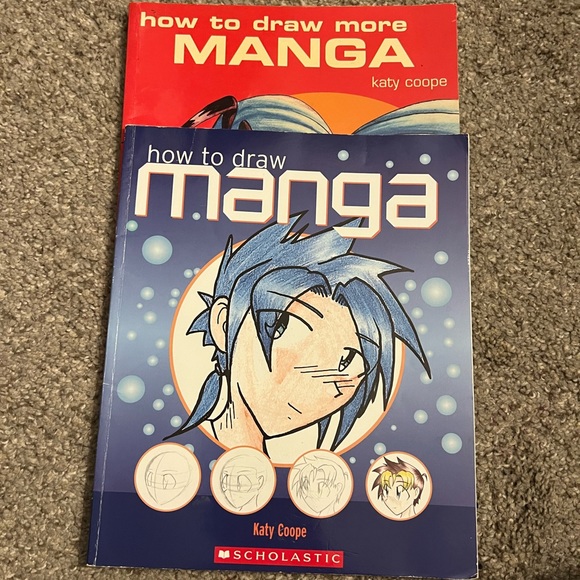 how to draw more
MANGA
katy coope
how to draw
manga
Katy Coope
SCHOLASTIC